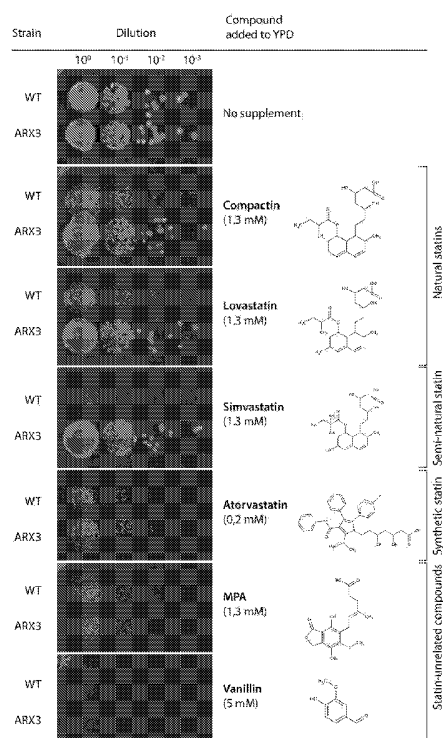 Strain Dilution Compound
added to YPD
10⁰ 10⁻¹ 10⁻² 10⁻³
WT
ARX3
No supplement
WT
ARX3
Compactin
(1,3 mM)
WT
ARX3
Lovastatin
(1,3 mM)
Natural statins
WT
ARX3
Simvastatin
(1.3 mM)
Semi-natural statin
WT
ARX3
Atorvastatin
(0,2 mM)
Synthetic statin
WT
ARX3
MPA
(1,3 mM)
WT
ARX3
Vanillin
(5 mM)
Statin-unrelated compounds